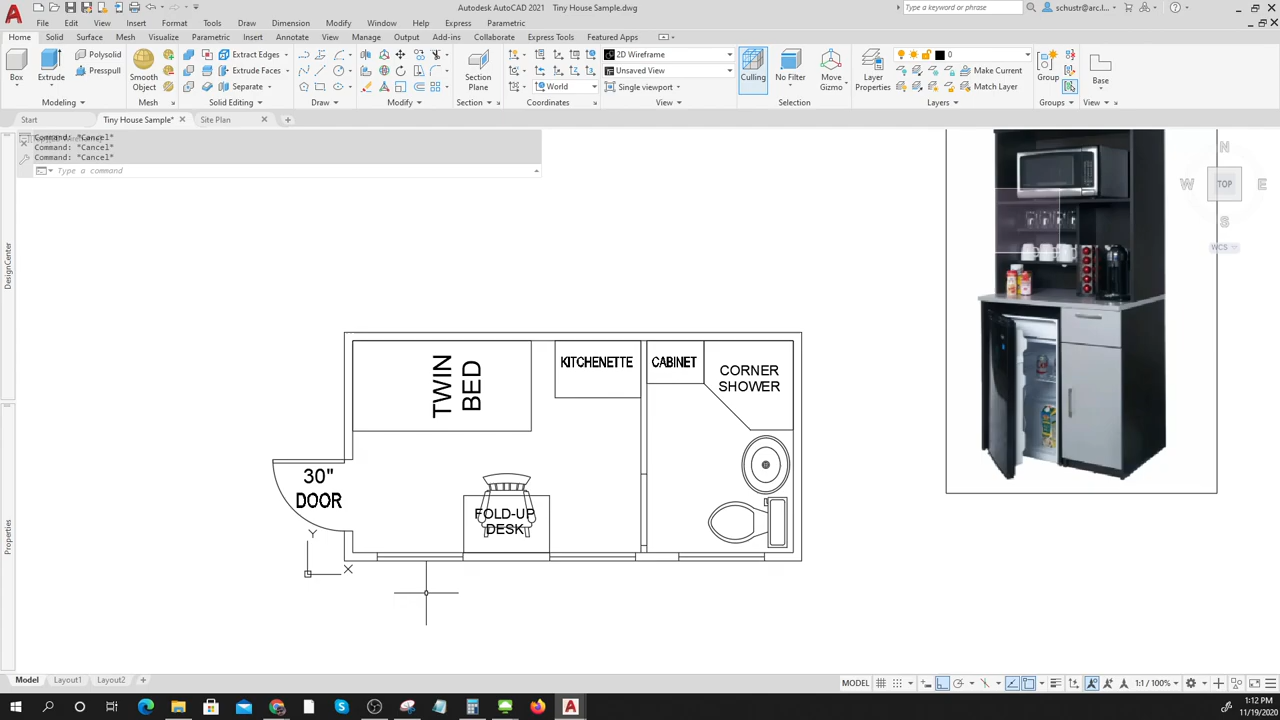 Autodesk AutoCAD 2021 Tiny House Sample.dwg
Type a keyword or phrase
schustr@arc.l...
File Edit View Insert Format Tools Draw Dimension Modify Window Help Express Parametric
Home Solid Surface Mesh Visualize Parametric Insert Annotate View Manage Output Add-ins Collaborate Express Tools Featured Apps
Box
Extrude
Polysolid
Presspull
Modeling
Smooth Object
Mesh
Extract Edges
Extrude Faces
Separate
Solid Editing
Draw
Modify
Section Plane
Section
World
Coordinates
2D Wireframe
Unsaved View
Single viewport
View
Culling
No Filter
Move Gizmo
Selection
Layer Properties
0
Make Current
Match Layer
Layers
Group
Groups
Base
View
Start
Tiny House Sample*
Site Plan
Command: "Cancel"
Command: "Cancel"
Command: "Cancel"
Type a command
DesignCenter
Properties
N
W
TOP
E
S
WCS
TWIN
BED
KITCHENETTE
CABINET
CORNER
SHOWER
30"
DOOR
FOLD-UP
DESK
Y
X
Model Layout1 Layout2
MODEL
1:1 / 100%
1:12 PM
11/19/2020